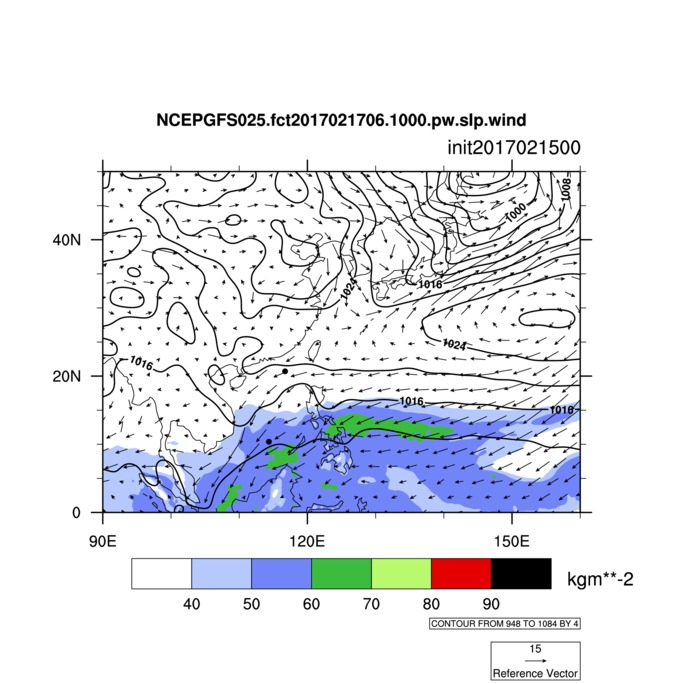 NCEPGFS025.fct2017021706.1000.pw.slp.wind
init2017021500
1008
1000
40N
1016
1024
1024
1016
20N
1016
1016
0
90E 120E 150E
kgm**-2
40 50 60 70 80 90
CONTOUR FROM 948 TO 1084 BY 4
15
Reference Vector